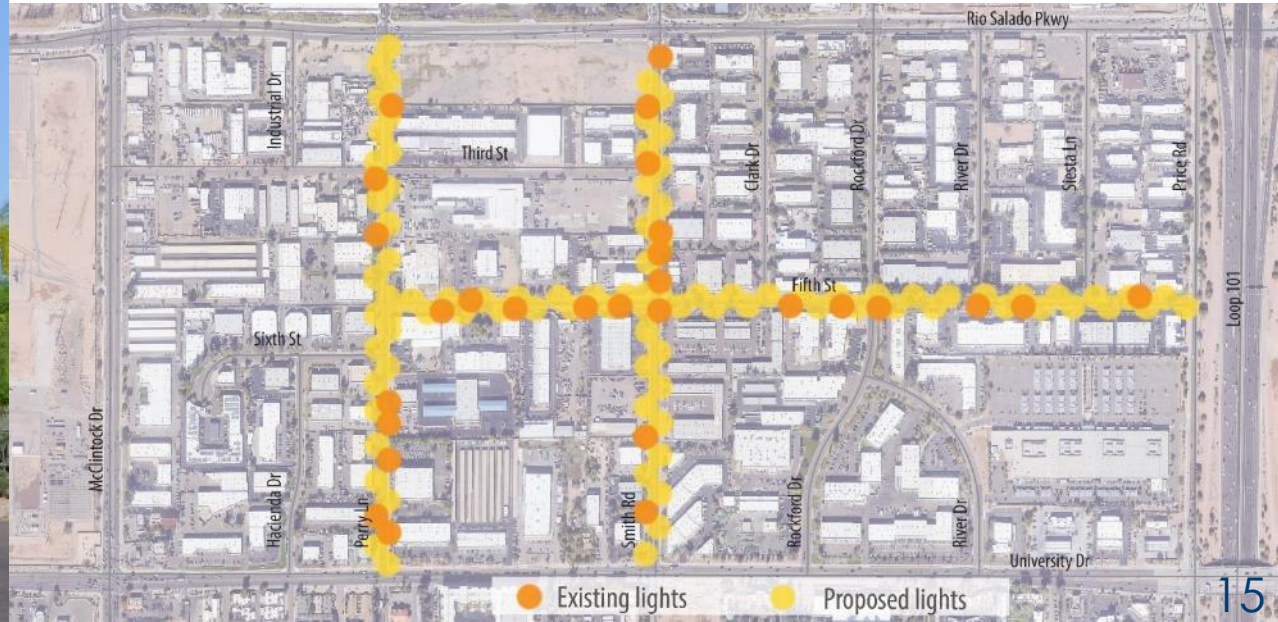 Rio Salado Pkwy
Industrial Dr
Third St
Clark Dr
Rockford Dr
River Dr
Siesta Ln
Price Rd
Fifth St
Loop 101
Sixth St
McClintock Dr
Hacienda Dr
Perry Ln
Smith Rd
Rockford Dr
River Dr
University Dr
Existing lights
Proposed lights
15